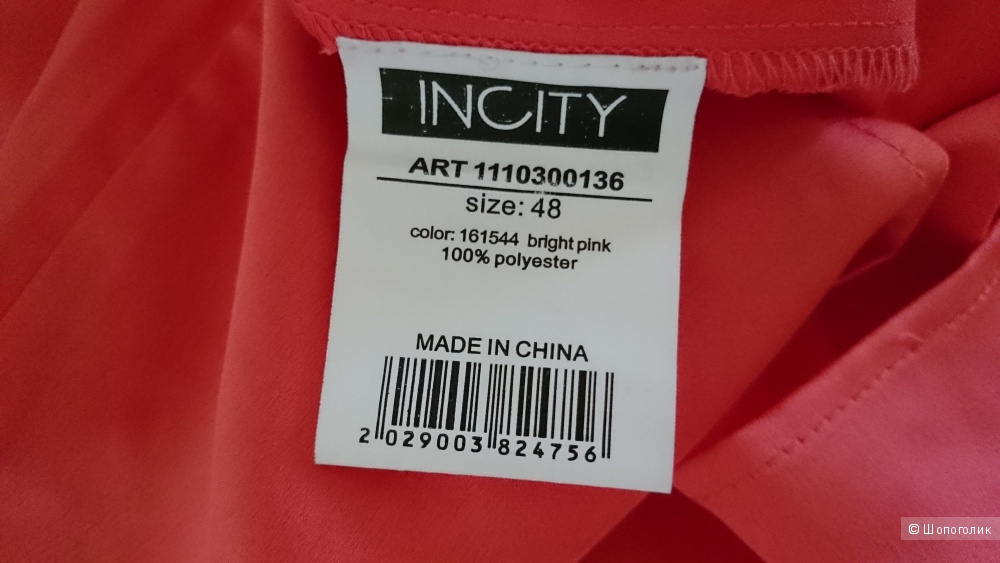 INCITY
ART 1110300136
size: 48
color: 161544 bright pink
100% polyester
MADE IN CHINA
2 029003 824756
© Шопоголик